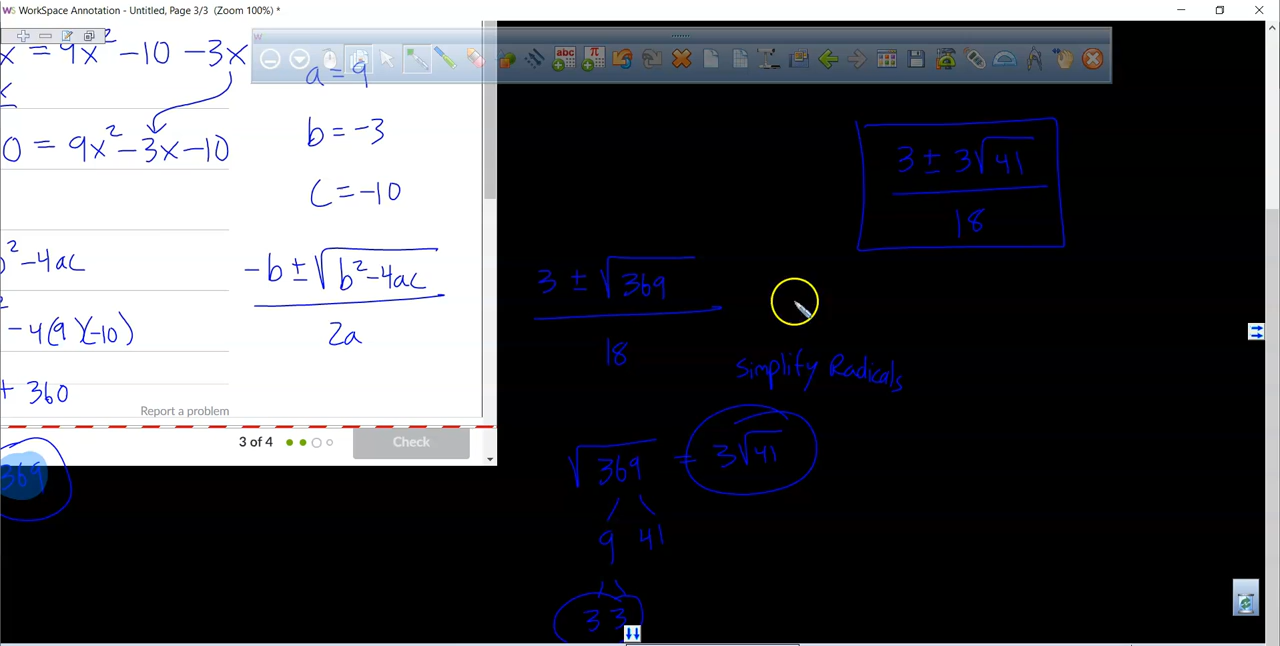 WorkSpace Annotation - Untitled, Page 3/3 (Zoom 100%) *
x = 9x² -10 -3x
x
0 = 9x² -3x -10
a = 9
b = -3
c = -10
² -4ac
-4(9)(-10)
+ 360
369
-b ± √b² -4ac
2a
Report a problem
3 of 4
Check
3 ± √369
18
3 ± 3√41
18
Simplify Radicals
√369 = 3√41
9 41
3 3